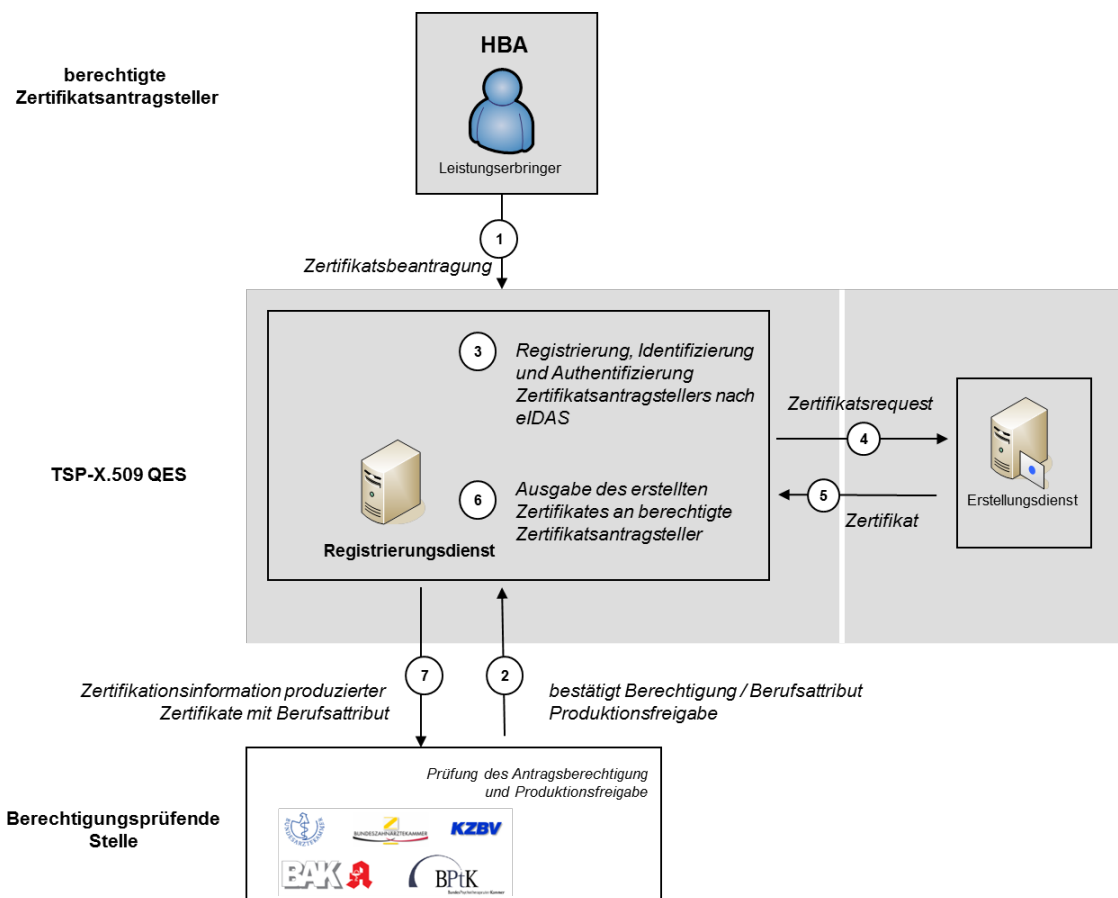 HBA
berechtigte
Zertifikatsantragsteller
Leistungserbringer
1
Zertifikatsbeantragung
3
Registrierung, Identifizierung
und Authentifizierung
Zertifikatsantragstellers nach
eIDAS
Zertifikatsrequest
4
TSP-X.509 QES
6
Ausgabe des erstellten
Zertifikates an berechtigte
Zertifikatsantragsteller
5
Zertifikat
Erstellungsdienst
Registrierungsdienst
7
2
Zertifikationsinformation produzierter
Zertifikate mit Berufsattribut
bestätigt Berechtigung / Berufsattribut
Produktionsfreigabe
Prüfung des Antragsberechtigung
und Produktionsfreigabe
Berechtigungsprüfende
Stelle
BUNDESÄRZTEKAMMER
BUNDESZAHNÄRZTEKAMMER
KZBV
BAK
BPtK